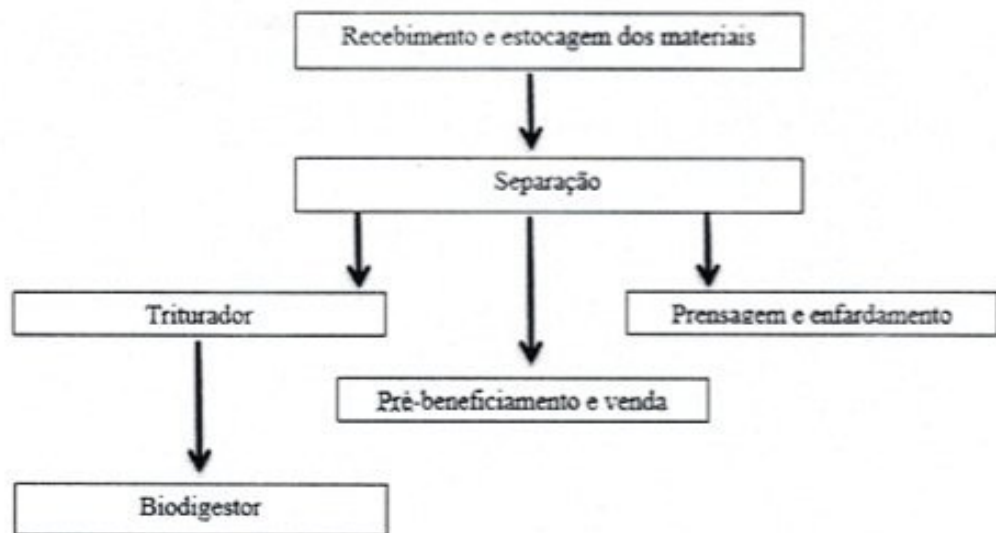 Recebimento e estocagem dos materiais
Separação
Triturador
Prensagem e enfardamento
Pré-beneficiamento e venda
Biodigestor